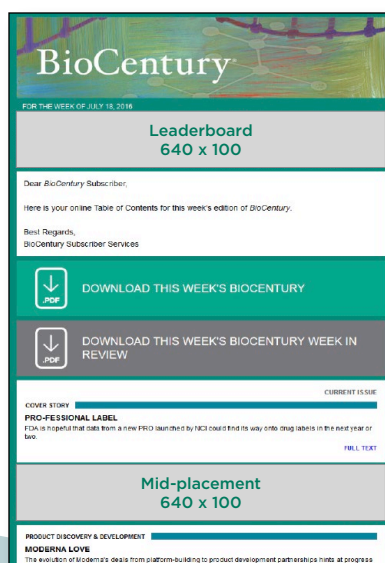 BioCentury
FOR THE WEEK OF JULY 18, 2016
Leaderboard
640 x 100
Dear BioCentury Subscriber,
Here is your online Table of Contents for this week's edition of BioCentury.
Best Regards,
BioCentury Subscriber Services
.PDF
DOWNLOAD THIS WEEK'S BIOCENTURY
.PDF
DOWNLOAD THIS WEEK'S BIOCENTURY WEEK IN
REVIEW
CURRENT ISSUE
COVER STORY
PRO-FESSIONAL LABEL
FDA is hopeful that data from a new PRO launched by NCI could find its way onto drug labels in the next year or
two.
FULL TEXT
Mid-placement
640 x 100
PRODUCT DISCOVERY & DEVELOPMENT
MODERNA LOVE
The evolution of Moderna's deals from platform-building to product development partnerships hints at progress